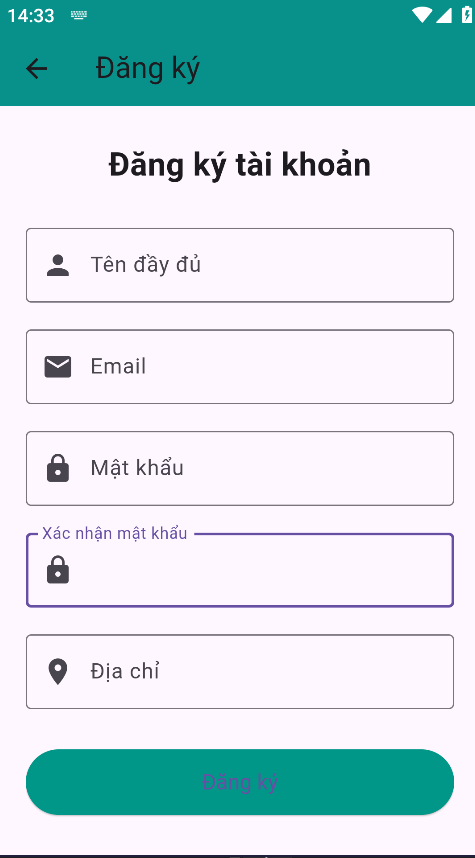 14:33
Đăng ký
Đăng ký tài khoản
Tên đầy đủ
Email
Mật khẩu
Xác nhận mật khẩu
Địa chỉ
Đăng ký